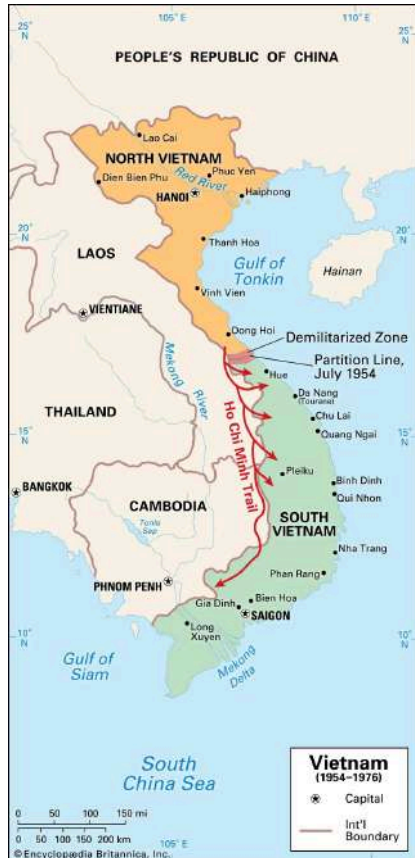 105°E
110°E
25°
N
25°
N
PEOPLE'S REPUBLIC OF CHINA
Lao Cai
NORTH VIETNAM
Dien Bien Phu
Phuc Yen
Red River
HANOI
Haiphong
20°
N
20°
N
LAOS
Thanh Hoa
Gulf of
Tonkin
Hainan
Vinh Vien
VIENTIANE
Dong Hoi
Demilitarized Zone
Partition Line,
July 1954
Mekong River
Hue
Da Nang
(Tourane)
THAILAND
Chu Lai
Ho Chi Minh Trail
Quang Ngai
15°
N
15°
N
BANGKOK
Pleiku
Binh Dinh
Qui Nhon
CAMBODIA
Tonle
Sap
SOUTH
VIETNAM
Nha Trang
PHNOM PENH
Phan Rang
Gia Dinh
Bien Hoa
SAIGON
Long
Xuyen
10°
N
10°
N
Gulf of
Siam
Mekong
Delta
South
China Sea
Vietnam
(1954–1976)
Capital
Int'l
Boundary
0 50 100 150 mi
0 50 100 150 200 km
105°E
110°E
©Encyclopædia Britannica, Inc.